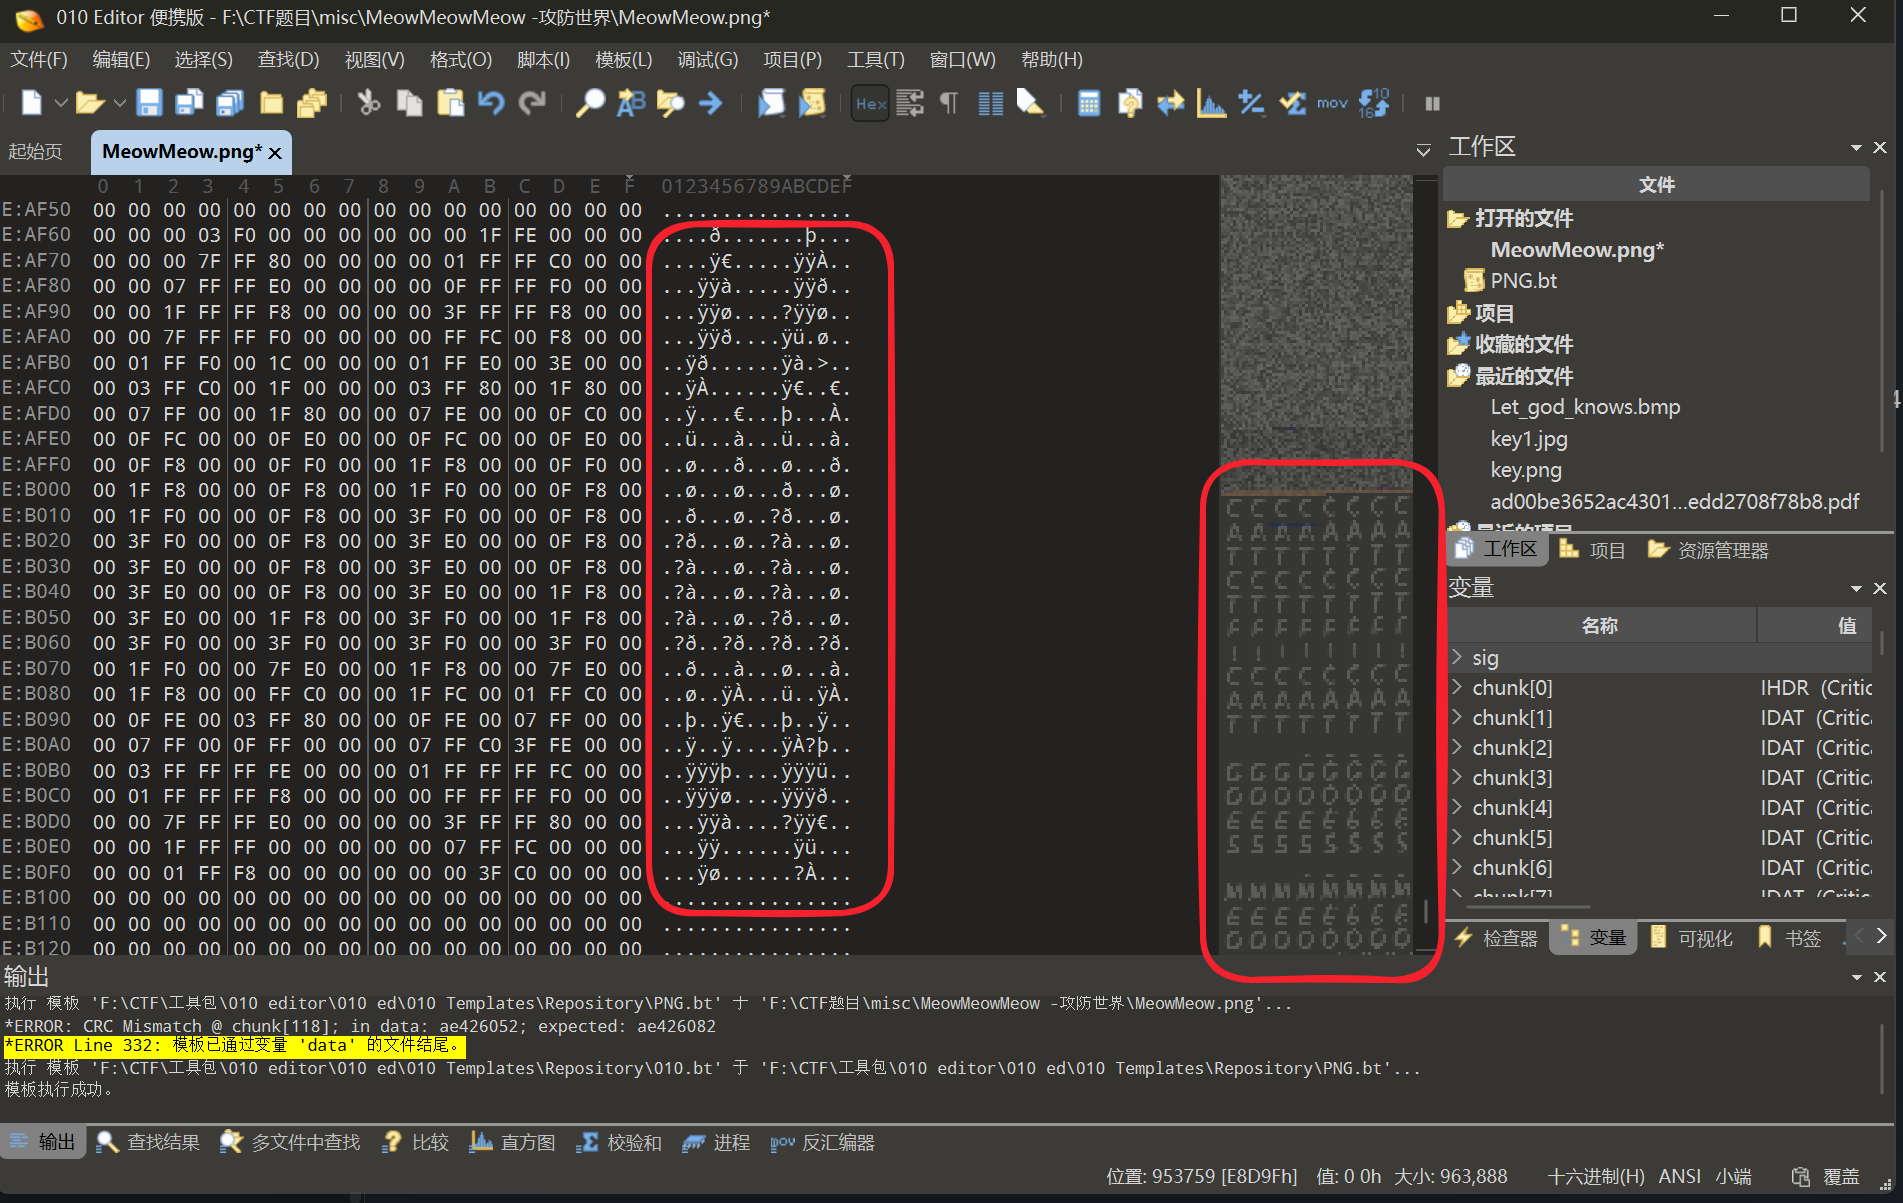 010 Editor 便携版 - F:\CTF题目\misc\MeowMeowMeow -攻防世界\MeowMeow.png*
文件(F) 编辑(E) 选择(S) 查找(D) 视图(V) 格式(O) 脚本(I) 模板(L) 调试(G) 项目(P) 工具(T) 窗口(W) 帮助(H)
起始页 MeowMeow.png*
0 1 2 3 4 5 6 7 8 9 A B C D E F 0123456789ABCDEF
E:AF50 00 00 00 00 00 00 00 00 00 00 00 00 00 00 00 00 ................
E:AF60 00 00 00 03 F0 00 00 00 00 00 00 1F FE 00 00 00 ....ð.......þ...
E:AF70 00 00 00 7F FF 80 00 00 00 00 01 FF FF C0 00 00 ....ÿ€.....ÿÿÀ..
E:AF80 00 00 07 FF FF E0 00 00 00 00 0F FF FF F0 00 00 ...ÿÿà.....ÿÿð..
E:AF90 00 00 1F FF FF F8 00 00 00 00 3F FF FF F8 00 00 ...ÿÿø....?ÿÿø..
E:AFA0 00 00 7F FF FF F0 00 00 00 00 FF FC 00 F8 00 00 ...ÿÿð....ÿü.ø..
E:AFB0 00 01 FF F0 00 1C 00 00 00 01 FF E0 00 3E 00 00 ..ÿð......ÿà.>..
E:AFC0 00 03 FF C0 00 1F 00 00 00 03 FF 80 00 1F 80 00 ..ÿÀ......ÿ€..€.
E:AFD0 00 07 FF 00 00 1F 80 00 00 07 FE 00 00 0F C0 00 ..ÿ...€...þ...À.
E:AFE0 00 0F FC 00 00 0F E0 00 00 0F FC 00 00 0F E0 00 ..ü...à...ü...à.
E:AFF0 00 0F F8 00 00 0F F0 00 00 1F F8 00 00 0F F0 00 ..ø...ð...ø...ð.
E:B000 00 1F F8 00 00 0F F8 00 00 1F F0 00 00 0F F8 00 ..ø...ø...ð...ø.
E:B010 00 1F F0 00 00 0F F8 00 00 3F F0 00 00 0F F8 00 ..ð...ø..?ð...ø.
E:B020 00 3F F0 00 00 0F F8 00 00 3F E0 00 00 0F F8 00 .?ð...ø..?à...ø.
E:B030 00 3F E0 00 00 0F F8 00 00 3F E0 00 00 0F F8 00 .?à...ø..?à...ø.
E:B040 00 3F E0 00 00 0F F8 00 00 3F E0 00 00 1F F8 00 .?à...ø..?à...ø.
E:B050 00 3F E0 00 00 1F F8 00 00 3F F0 00 00 1F F8 00 .?à...ø..?ð...ø.
E:B060 00 3F F0 00 00 3F F0 00 00 3F F0 00 00 3F F0 00 .?ð..?ð..?ð..?ð.
E:B070 00 1F F0 00 00 7F E0 00 00 1F F8 00 00 7F E0 00 ..ð...à...ø...à.
E:B080 00 1F F8 00 00 FF C0 00 00 1F FC 00 01 FF C0 00 ..ø..ÿÀ...ü..ÿÀ.
E:B090 00 0F FE 00 03 FF 80 00 00 0F FE 00 07 FF 00 00 ..þ..ÿ€...þ..ÿ..
E:B0A0 00 07 FF 00 0F FF 00 00 00 07 FF C0 3F FE 00 00 ..ÿ..ÿ....ÿÀ?þ..
E:B0B0 00 03 FF FF FF FE 00 00 00 01 FF FF FF FC 00 00 ..ÿÿÿþ....ÿÿÿü..
E:B0C0 00 01 FF FF FF F8 00 00 00 00 FF FF FF F0 00 00 ..ÿÿÿø....ÿÿÿð..
E:B0D0 00 00 7F FF FF E0 00 00 00 00 3F FF FF 80 00 00 ...ÿÿà....?ÿÿ€..
E:B0E0 00 00 1F FF FF 00 00 00 00 00 07 FF FC 00 00 00 ...ÿÿ......ÿü...
E:B0F0 00 00 01 FF F8 00 00 00 00 00 00 3F C0 00 00 00 ...ÿø......?À...
E:B100 00 00 00 00 00 00 00 00 00 00 00 00 00 00 00 00 ................
E:B110 00 00 00 00 00 00 00 00 00 00 00 00 00 00 00 00 ................
E:B120 00 00 00 00 00 00 00 00 00 00 00 00 00 00 00 00 ................
C C C C C C C C
A A A A A A A A
T T T T T T T T
C C C C C C C C
T T T T T T T T
F F F F F F F F
! ! ! ! ! ! ! !
C C C C C C C C
A A A A A A A A
T T T T T T T T
G G G G G G G G
O O O O O O O O
E E E E E E E E
S S S S S S S S
M M M M M M M M
E E E E E E E E
O O O O O O O O
工作区
文件
打开的文件
MeowMeow.png*
PNG.bt
项目
收藏的文件
最近的文件
Let_god_knows.bmp
key1.jpg
key.png
ad00be3652ac4301...edd2708f78b8.pdf
最近的项目
工作区 项目 资源管理器
变量
名称 值
sig
chunk[0] IHDR (Critic
chunk[1] IDAT (Critica
chunk[2] IDAT (Critica
chunk[3] IDAT (Critica
chunk[4] IDAT (Critica
chunk[5] IDAT (Critica
chunk[6] IDAT (Critica
chunk[7] IDAT (Critica
检查器 变量 可视化 书签
输出
执行 模板 'F:\CTF\工具包\010 editor\010 ed\010 Templates\Repository\PNG.bt' 于 'F:\CTF题目\misc\MeowMeowMeow -攻防世界\MeowMeow.png'...
*ERROR: CRC Mismatch @ chunk[118]; in data: ae426052; expected: ae426082
*ERROR Line 332: 模板已通过变量 'data' 的文件结尾。
执行 模板 'F:\CTF\工具包\010 editor\010 ed\010 Templates\Repository\010.bt' 于 'F:\CTF\工具包\010 editor\010 ed\010 Templates\Repository\PNG.bt'...
模板执行成功。
输出 查找结果 多文件中查找 比较 直方图 校验和 进程 反汇编器
位置: 953759 [E8D9Fh] 值: 0 0h 大小: 963,888 十六进制(H) ANSI 小端 覆盖